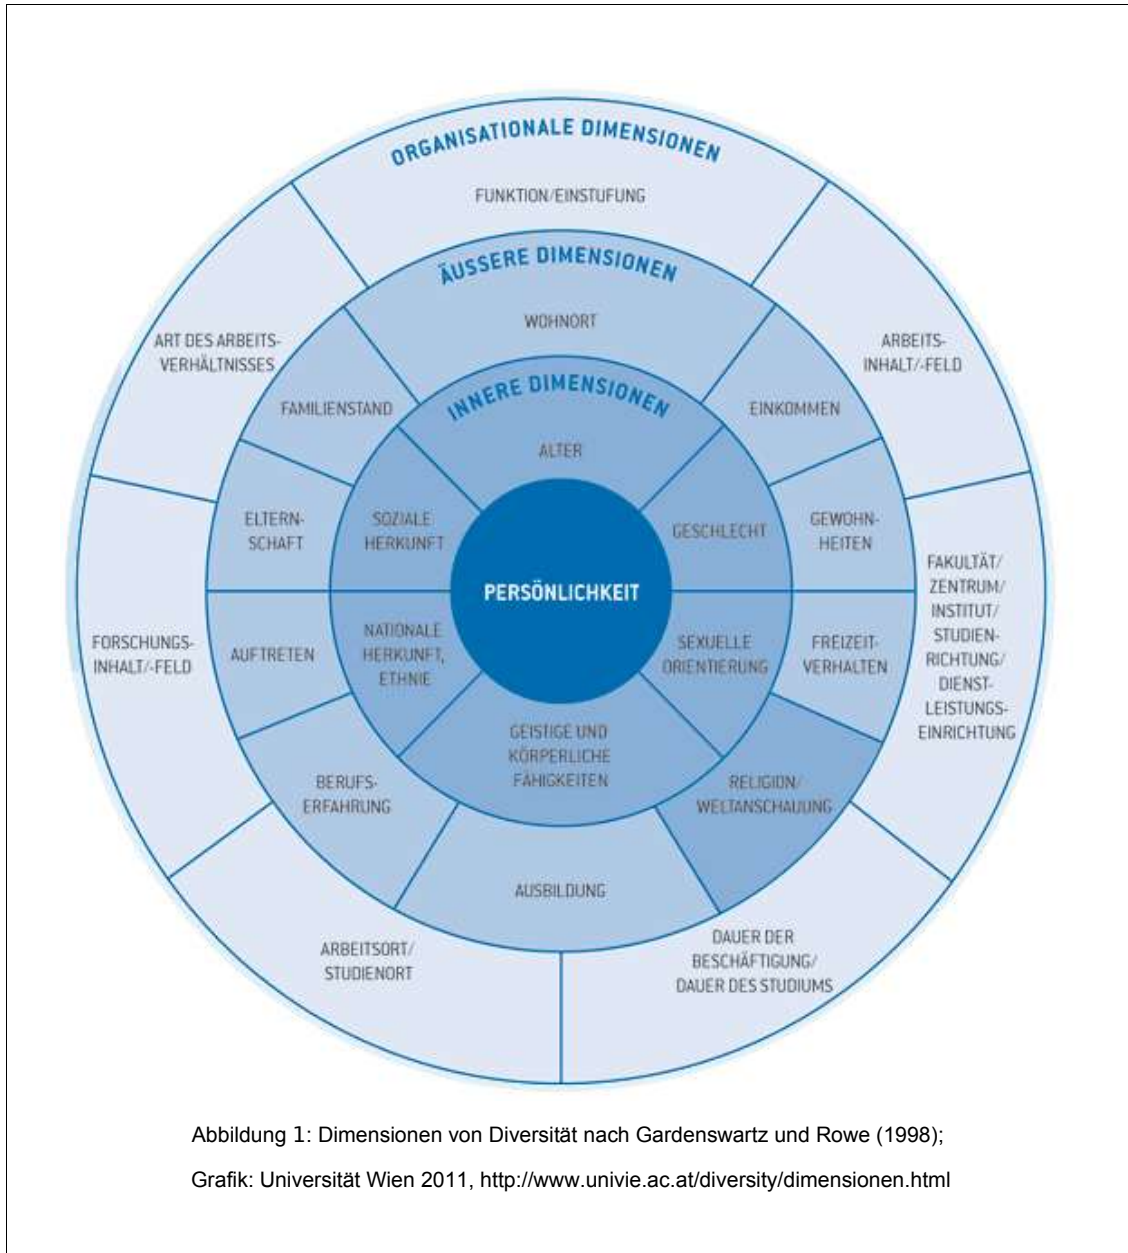 ORGANISATIONALE DIMENSIONEN
FUNKTION/EINSTUFUNG
ÄUSSERE DIMENSIONEN
WOHNORT
INNERE DIMENSIONEN
ALTER
ART DES ARBEITS-
VERHÄLTNISSES
ARBEITS-
INHALT/-FELD
FAMILIENSTAND
EINKOMMEN
ELTERN-
SCHAFT
SOZIALE
HERKUNFT
GESCHLECHT
GEWOHN-
HEITEN
FAKULTÄT/
ZENTRUM/
INSTITUT/
STUDIEN-
RICHTUNG/
DIENST-
LEISTUNGS-
EINRICHTUNG
PERSÖNLICHKEIT
FORSCHUNGS-
INHALT/-FELD
AUFTRETEN
NATIONALE
HERKUNFT,
ETHNIE
SEXUELLE
ORIENTIERUNG
FREIZEIT-
VERHALTEN
GEISTIGE UND
KÖRPERLICHE
FÄHIGKEITEN
BERUFS-
ERFAHRUNG
RELIGION/
WELTANSCHAUUNG
AUSBILDUNG
ARBEITSORT/
STUDIENORT
DAUER DER
BESCHÄFTIGUNG/
DAUER DES STUDIUMS
Abbildung 1: Dimensionen von Diversität nach Gardenswartz und Rowe (1998);
Grafik: Universität Wien 2011, http://www.univie.ac.at/diversity/dimensionen.html